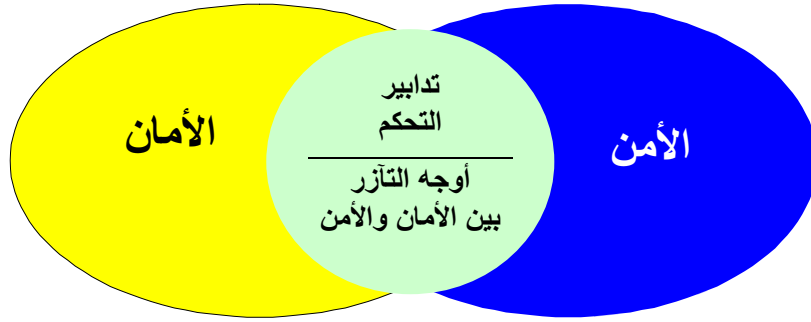 الأمن
تدابير
التحكم
أوجه التآزر
بين الأمان والأمن
الأمان